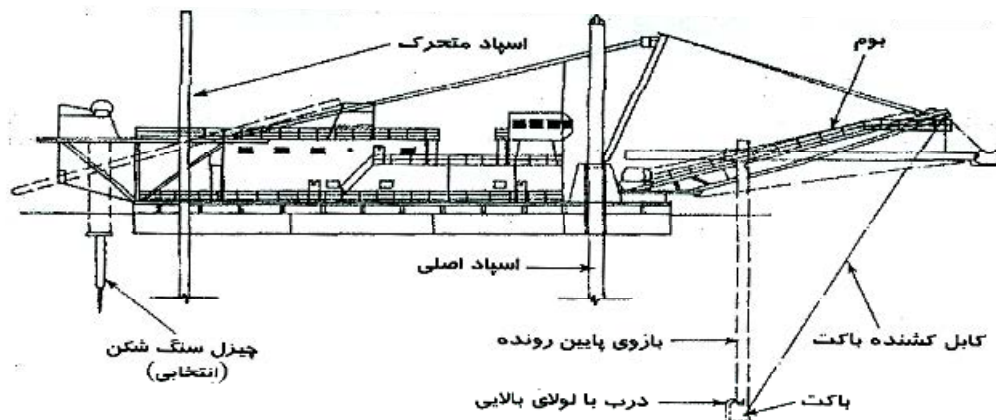 اسپاد متحرک
بوم
اسپاد اصلی
چیزل سنگ شکن
(انتخابی)
بازوی پایین رونده
کابل کشنده باکت
درب با لولای بالایی
باکت